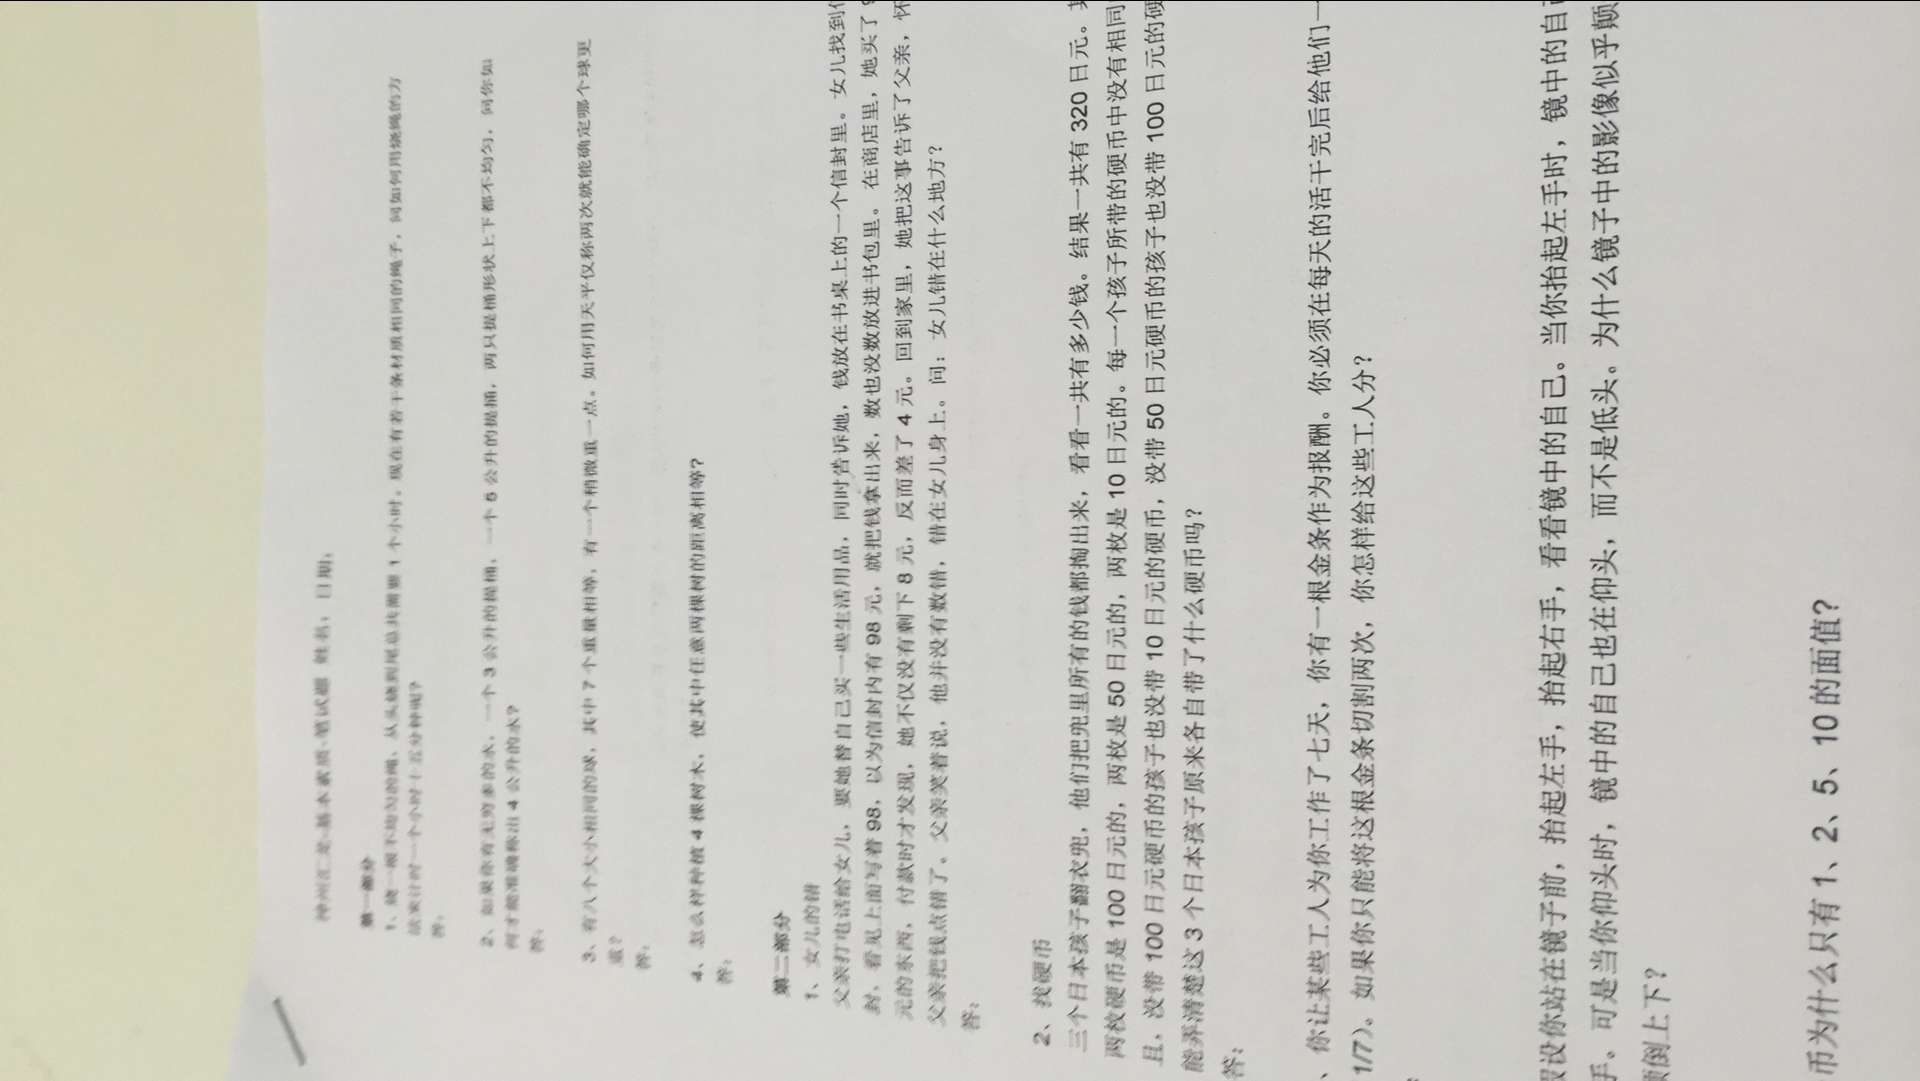 基本素质-笔试题 姓名： 日期：
第一部分
1、烧一根不均匀的绳，从头烧到尾总共需要 1 个小时。现在有若干条材质相同的绳子，问如何用烧绳的方
法来计时一个小时十五分钟呢？
答：
2、如果你有无穷多的水，一个 3 公升的提桶，一个 5 公升的提捅，两只提桶形状上下都不均匀，问你如
何才能准确称出 4 公升的水？
答：
3、有八个大小相同的球，其中 7 个重量相等，有一个稍微重一点。如何用天平仅称两次就能确定哪个球更
重？
答：
4、怎么样种植 4 棵树木，使其中任意两棵树的距离相等？
答：
第二部分
1、女儿的错
父亲打电话给女儿，要她替自己买一些生活用品，同时告诉她，钱放在书桌上的一个信封里。女儿找到
封，看见上面写着 98，以为信封内有 98 元，就把钱拿出来，数也没数放进书包里。在商店里，她买了
元的东西，付款时才发现，她不仅没有剩下 8 元，反而差了 4 元。回到家里，她把这事告诉了父亲，怀
父亲把钱点错了。父亲笑着说，他并没有数错，错在女儿身上。问：女儿错在什么地方？
答：
2、找硬币
三个日本孩子翻衣兜，他们把兜里所有的钱都掏出来，看看一共有多少钱。结果一共有 320 日元。
两枚硬币是 100 日元的，两枚是 50 日元的，两枚是 10 日元的。每一个孩子所带的硬币中没有相同
且，没带 100 日元硬币的孩子也没带 10 日元的硬币，没带 50 日元硬币的孩子也没带 100 日元的硬
能弄清楚这 3 个日本孩子原来各自带了什么硬币吗？
答：
、你让某些工人为你工作了七天，你有一根金条作为报酬。你必须在每天的活干完后给他们一
1/7）。如果你只能将这根金条切割两次，你怎样给这些工人分？
设你站在镜子前，抬起左手，抬起右手，看看镜中的自己。当你抬起左手时，镜中的自
手。可是当你仰头时，镜中的自己也在仰头，而不是低头。为什么镜子中的影像似乎颠
倒上下？
币为什么只有 1、2、5、10 的面值？